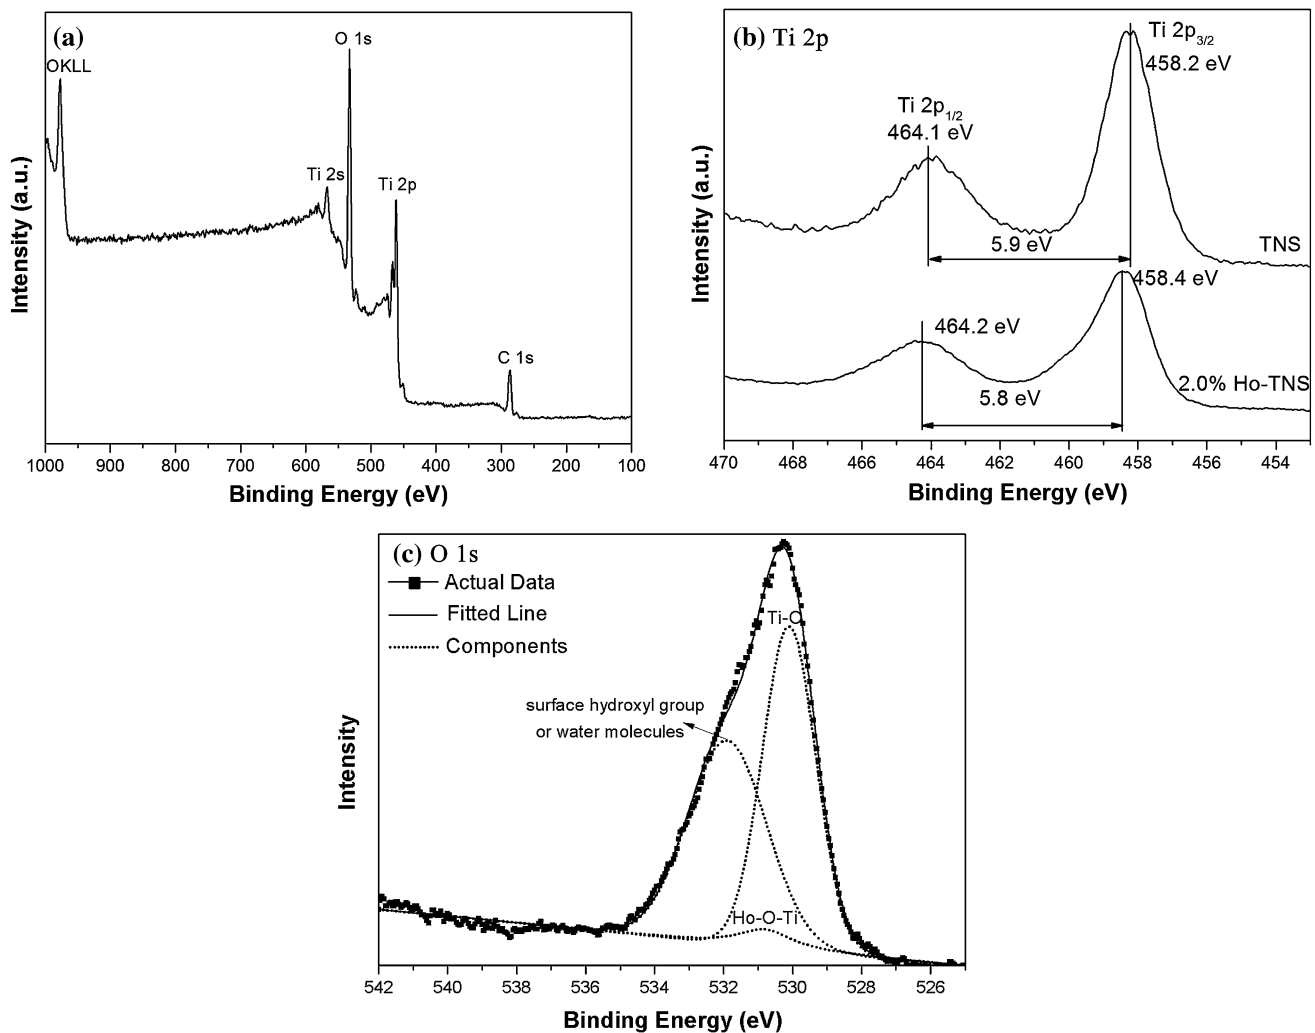 (a)
O 1s
OKLL
Ti 2s
Ti 2p
C 1s
Intensity (a.u.)
1000 900 800 700 600 500 400 300 200 100
Binding Energy (eV)
(b) Ti 2p
Ti 2p3/2
458.2 eV
Ti 2p1/2
464.1 eV
5.9 eV
TNS
458.4 eV
464.2 eV
5.8 eV
2.0% Ho-TNS
Intensity (a.u.)
470 468 466 464 462 460 458 456 454
Binding Energy (eV)
(c) O 1s
Actual Data
Fitted Line
Components
Ti-O
surface hydroxyl group
or water molecules
Ho-O-Ti
Intensity
542 540 538 536 534 532 530 528 526
Binding Energy (eV)